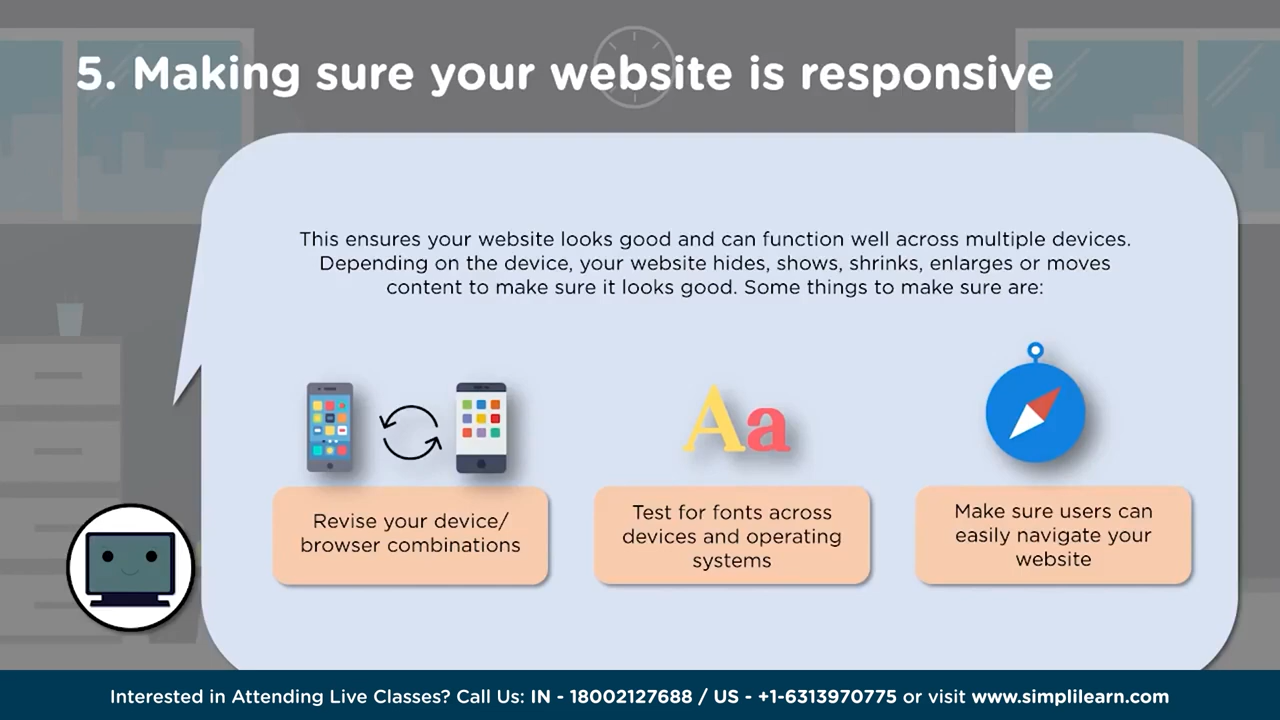 5. Making sure your website is responsive
This ensures your website looks good and can function well across multiple devices.
Depending on the device, your website hides, shows, shrinks, enlarges or moves
content to make sure it looks good. Some things to make sure are:
Aa
Revise your device/
browser combinations
Test for fonts across
devices and operating
systems
Make sure users can
easily navigate your
website
Interested in Attending Live Classes? Call Us: IN - 18002127688 / US - +1-6313970775 or visit www.simplilearn.com